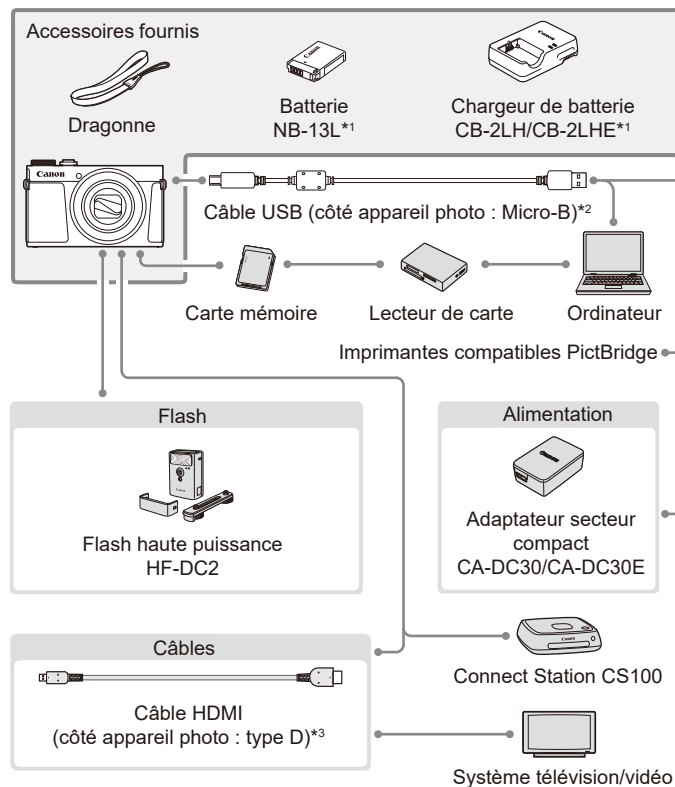 Accessoires fournis
Dragonne
Batterie
NB-13L*1
Chargeur de batterie
CB-2LH/CB-2LHE*1
Canon
Câble USB (côté appareil photo : Micro-B)*2
Carte mémoire
Lecteur de carte
Ordinateur
Imprimantes compatibles PictBridge
Flash
Flash haute puissance
HF-DC2
Alimentation
Canon
Adaptateur secteur
compact
CA-DC30/CA-DC30E
Câbles
Câble HDMI
(côté appareil photo : type D)*3
Canon
Connect Station CS100
Système télévision/vidéo